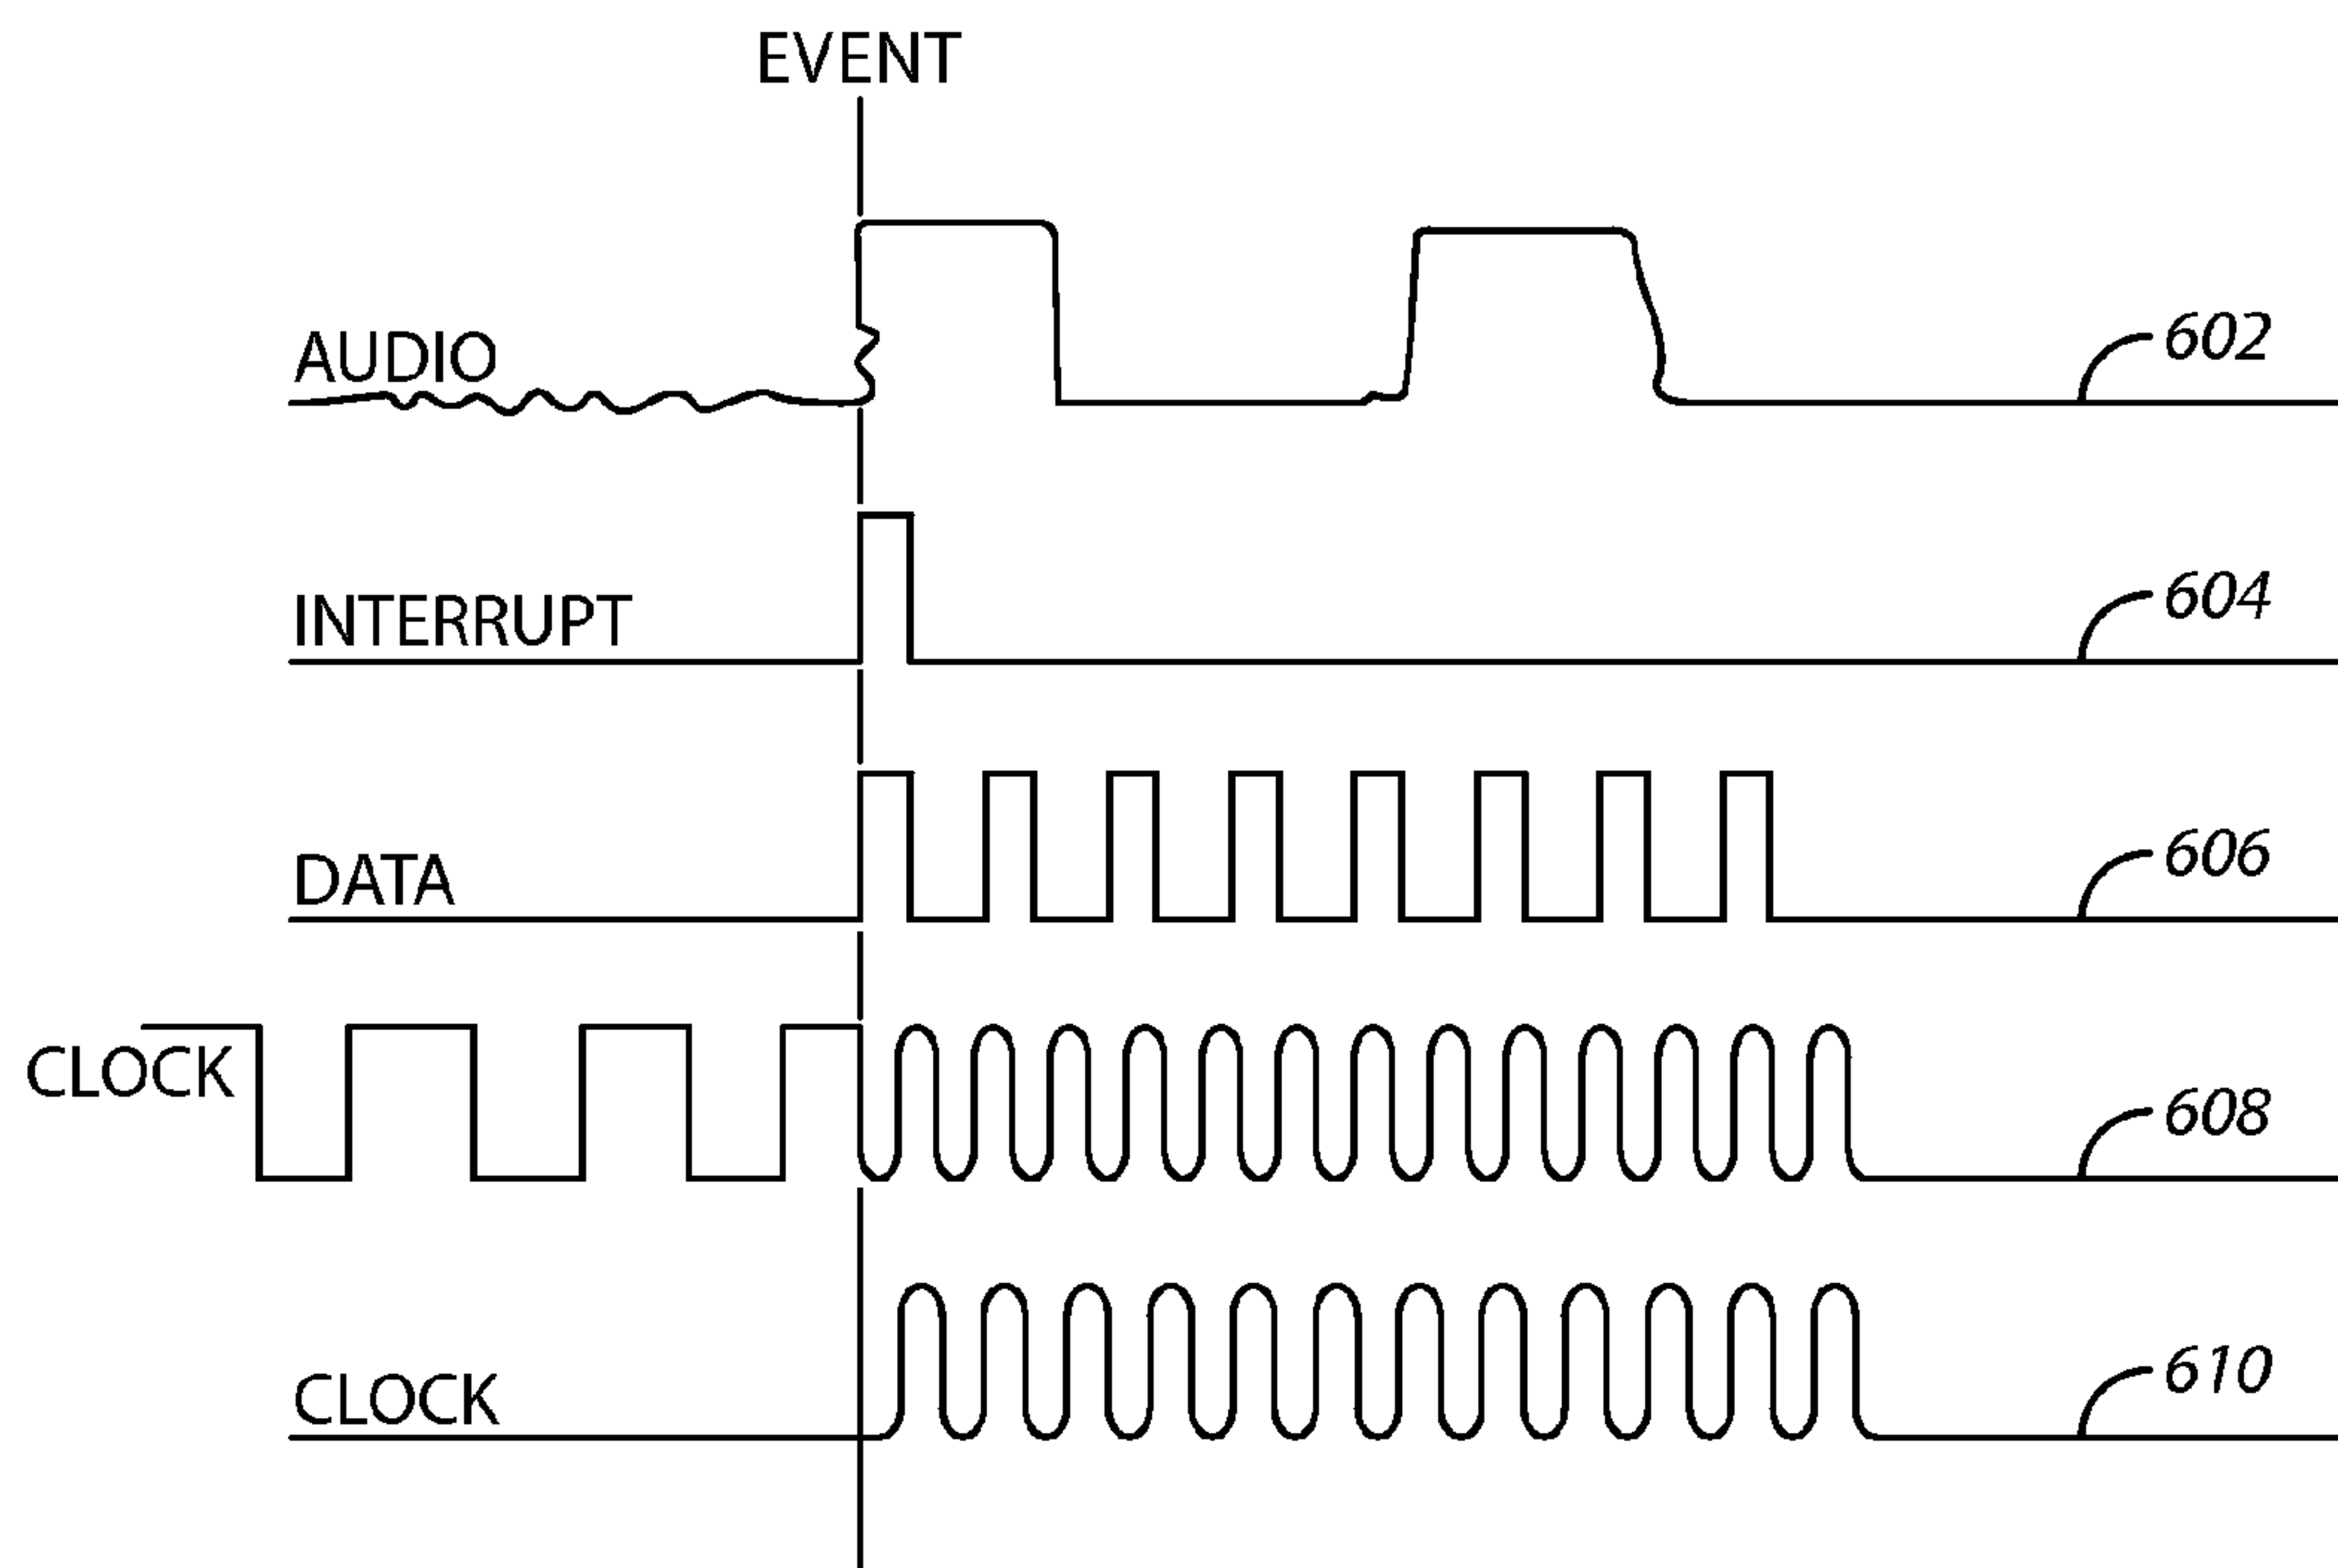 EVENT
AUDIO
602
INTERRUPT
604
DATA
606
CLOCK
608
CLOCK
610